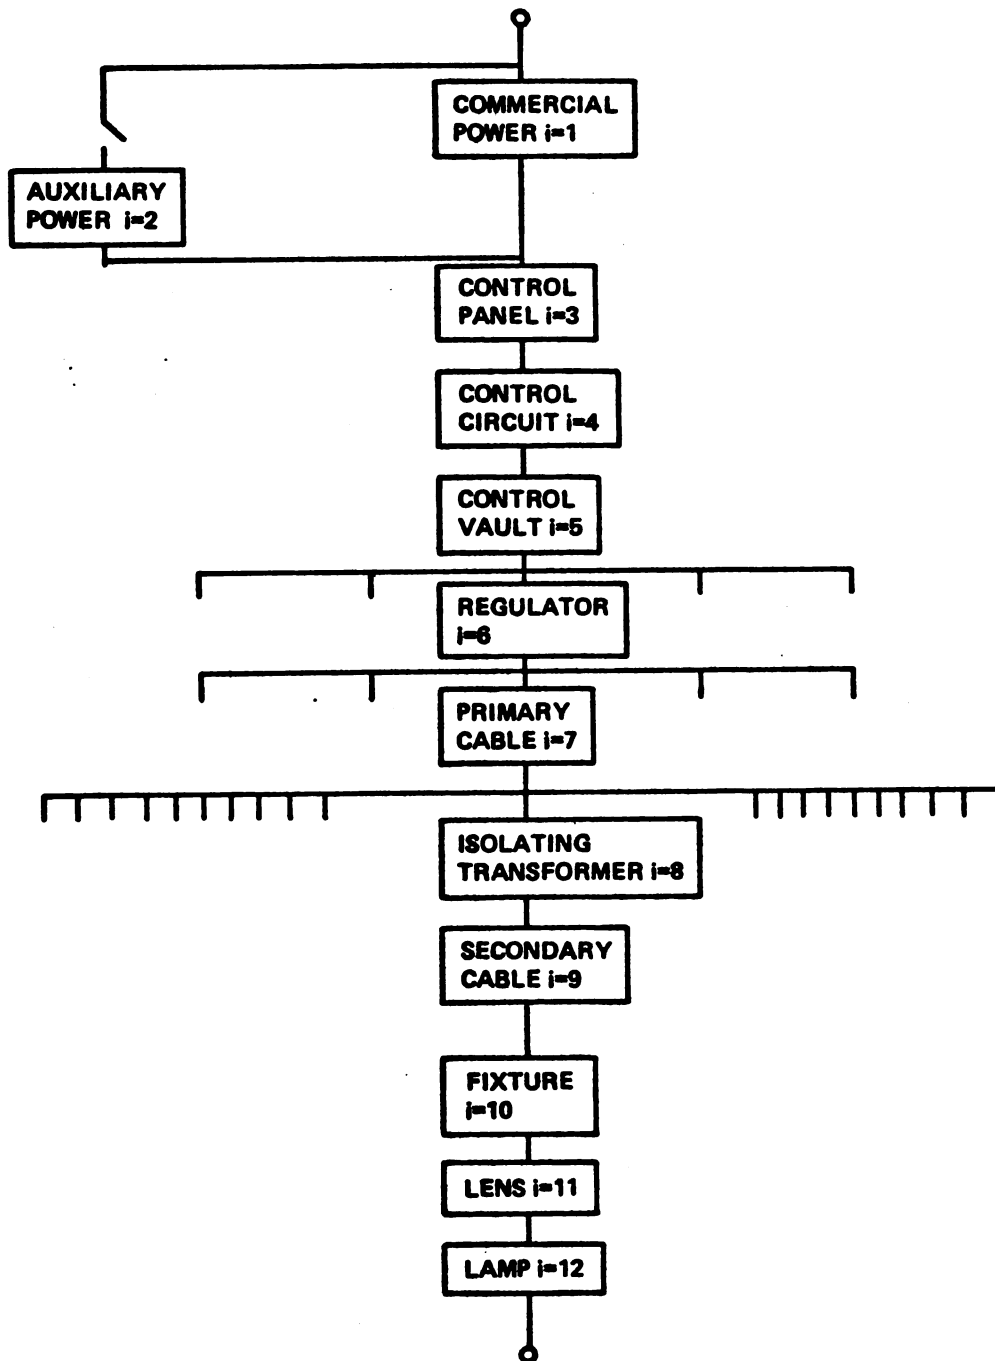 COMMERCIAL
POWER i=1
AUXILIARY
POWER i=2
CONTROL
PANEL i=3
CONTROL
CIRCUIT i=4
CONTROL
VAULT i=5
REGULATOR
i=6
PRIMARY
CABLE i=7
ISOLATING
TRANSFORMER i=8
SECONDARY
CABLE i=9
FIXTURE
i=10
LENS i=11
LAMP i=12